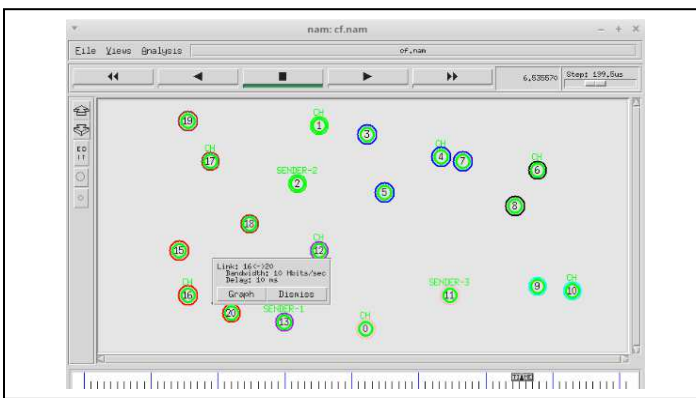 nam: cf.nam
File Views Analysis cf.nam
6.535570 Step: 199.5us
ED
IT
CH
19
1
3
CH
17
CH
4
7
CH
6
SENDER-2
2
5
8
18
15
CH
12
Link: 16<->20
Bandwidth: 10 Mbits/sec
Delay: 10 ms
Graph Dismiss
CH
16
SENDER-3
11
9
CH
10
20
SENDER-1
13
CH
0